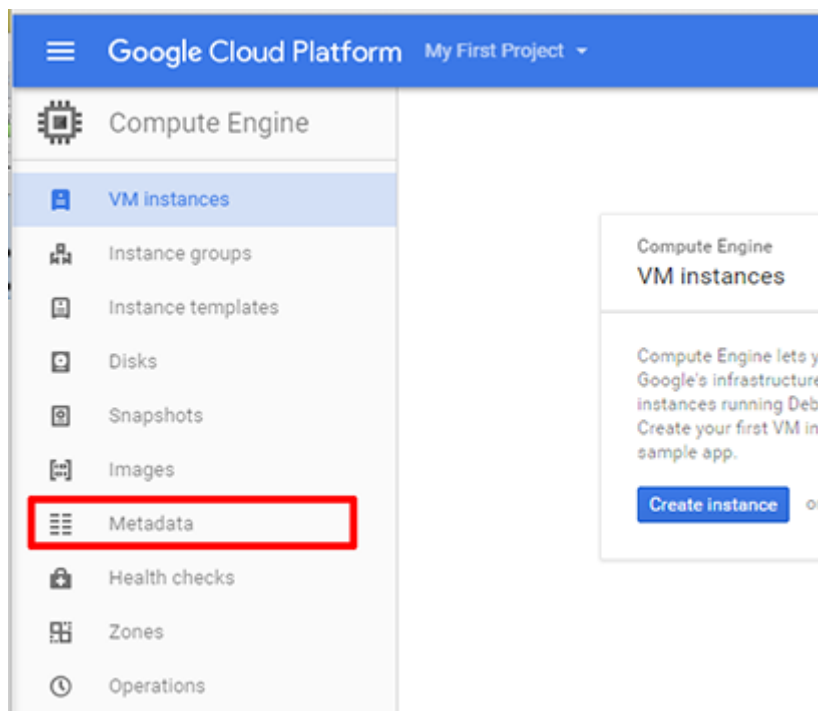 Google Cloud Platform My First Project
Compute Engine
VM instances
Instance groups
Instance templates
Disks
Snapshots
Images
Metadata
Health checks
Zones
Operations
Compute Engine
VM instances
Compute Engine lets
Google's infrastructure
instances running
Create your first VM
sample app.
Create instance